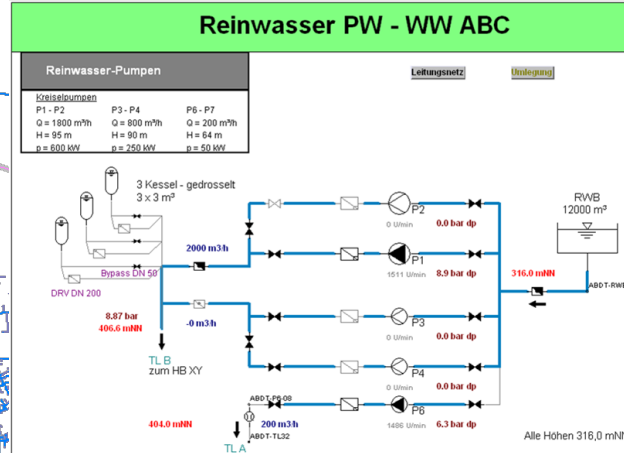 Reinwasser PW - WW ABC
Reinwasser-Pumpen
Leitungsnetz
Umlegung
Kreiselpumpen
P1 - P2 P3 - P4 P6 - P7
Q = 1800 m³/h Q = 800 m³/h Q = 200 m³/h
H = 95 m H = 90 m H = 64 m
p = 600 kW p = 250 kW p = 50 kW
3 Kessel - gedrosselt
3 x 3 m³
RWB
12000 m³
P2
0 U/min
0.0 bar dp
2000 m3/h
P1
1511 U/min
8.9 bar dp
316.0 mNN
Bypass DN 50
ABDT-RWB
DRV DN 200
8.87 bar
406.6 mNN
-0 m3/h
P3
0 U/min
0.0 bar dp
TL B
zum HB XY
P4
0 U/min
0.0 bar dp
ABDT-P6-08
P6
404.0 mNN
200 m3/h
1486 U/min
6.3 bar dp
ABDT-TL32
TL A
Alle Höhen 316,0 mNN